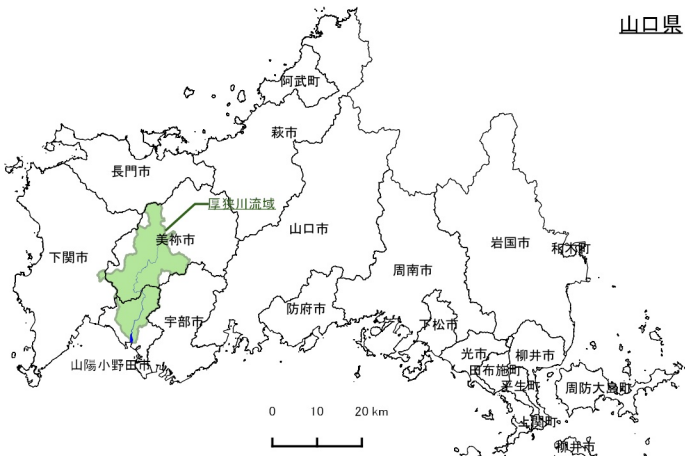 山口県
阿武町
萩市
長門市
厚狭川流域
美祢市
山口市
岩国市
和木町
下関市
周南市
防府市
宇部市
下松市
山陽小野田市
光市
柳井市
田布施町
平生町
周防大島町
上関町
柳井市
0 10 20 km